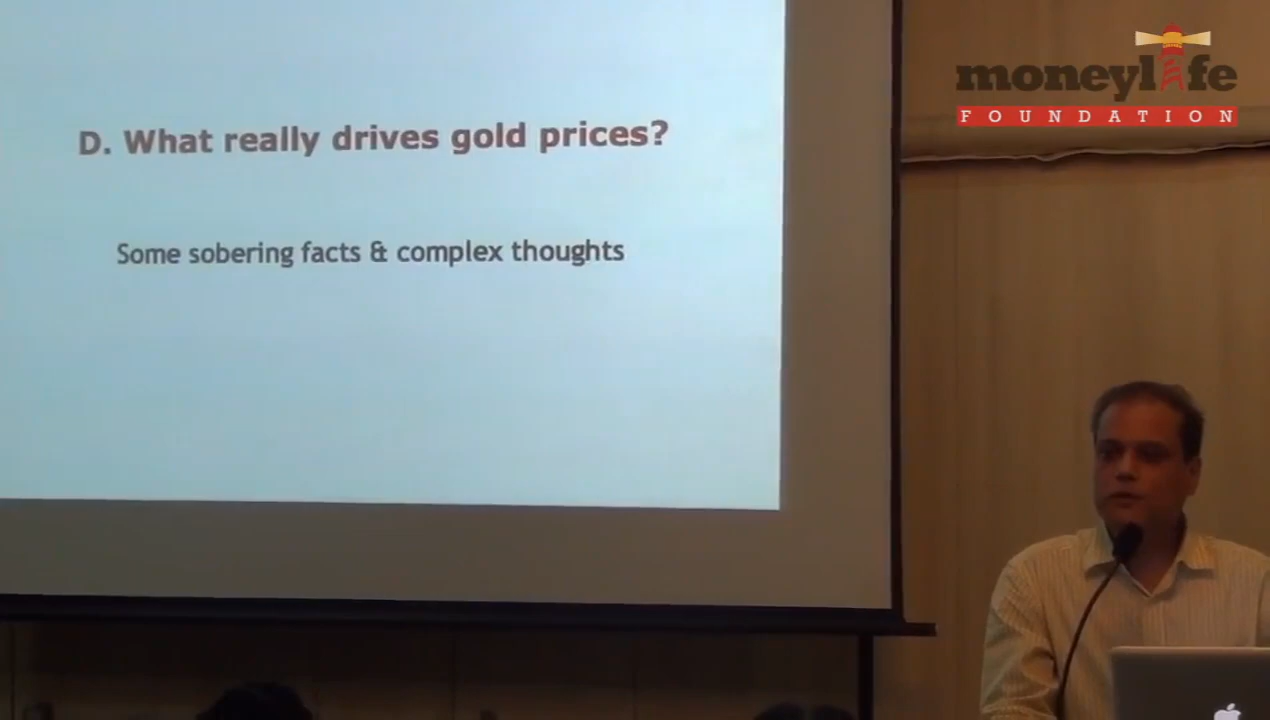 D. What really drives gold prices?
Some sobering facts & complex thoughts
moneylife
FOUNDATION